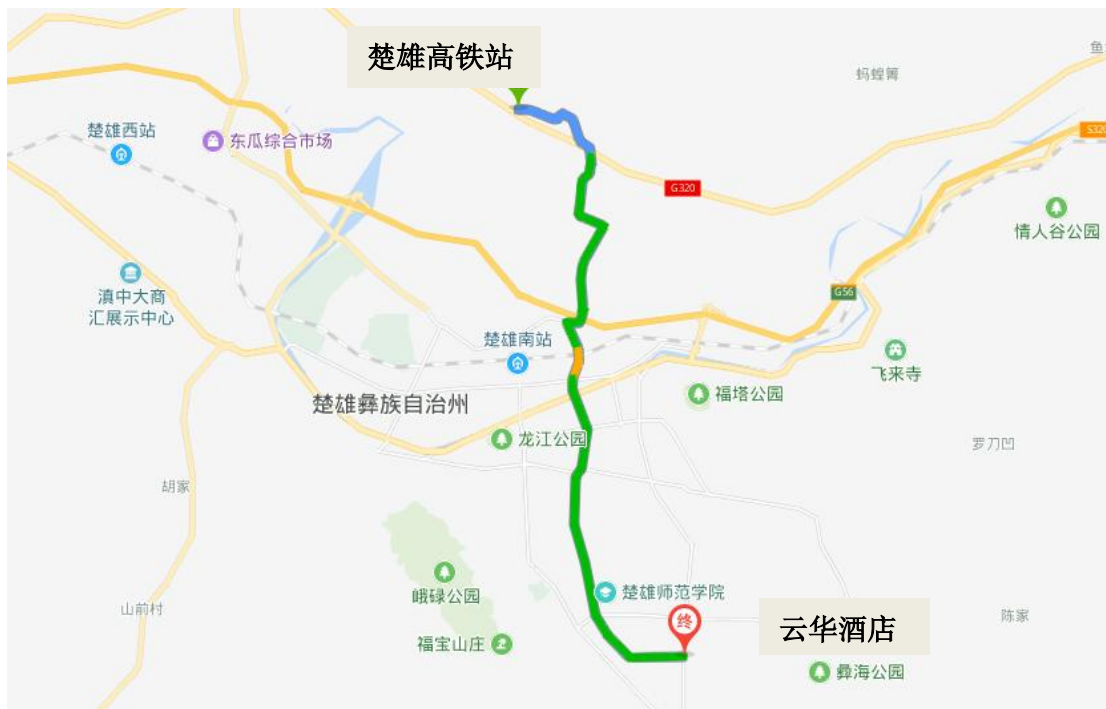 楚雄高铁站
鱼
蚂蝗箐
楚雄西站
东瓜综合市场
S320
G320
情人谷公园
滇中大商
汇展示中心
G56
楚雄南站
飞来寺
福塔公园
楚雄彝族自治州
龙江公园
罗刀凹
胡家
峨碌公园
楚雄师范学院
山前村
终
云华酒店
陈家
福宝山庄
彝海公园